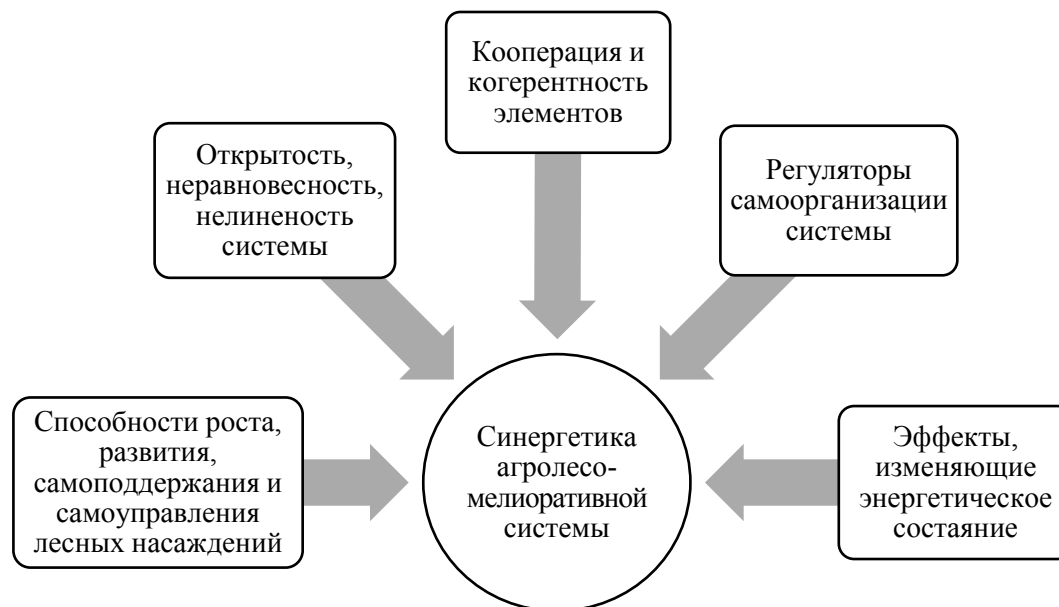 Кооперация и
когерентность
элементов
Открытость,
неравновесность,
нелиненость
системы
Регуляторы
самоорганизации
системы
Способности роста,
развития,
самоподдержания и
самоуправления
лесных насаждений
Синергетика
агролесо-
мелиоративной
системы
Эффекты,
изменяющие
энергетическое
состаяние